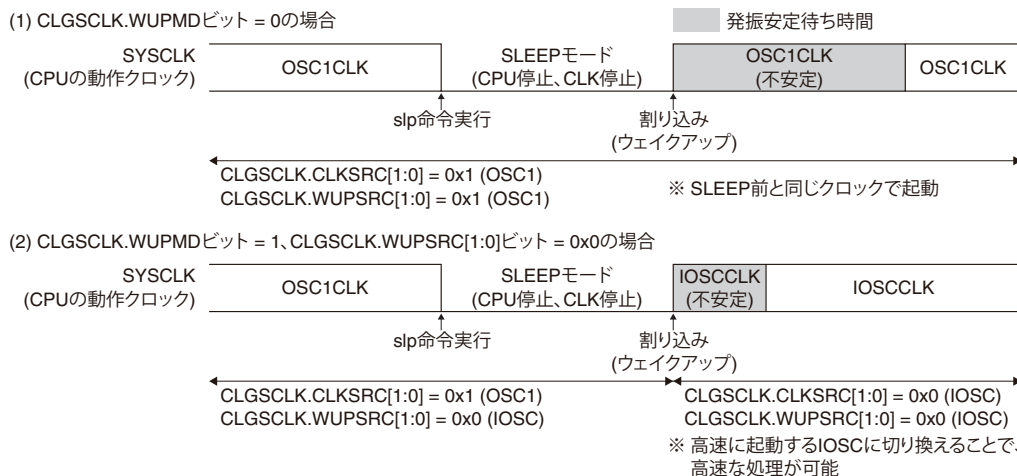 (1) CLGSCLK.WUPMDビット = 0の場合
発振安定待ち時間
SYSCLK
(CPUの動作クロック)
OSC1CLK
SLEEPモード
(CPU停止、CLK停止)
OSC1CLK
(不安定)
OSC1CLK
slp命令実行
割り込み
(ウェイクアップ)
CLGSCLK.CLKSRC[1:0] = 0x1 (OSC1)
CLGSCLK.WUPSRC[1:0] = 0x1 (OSC1)
※ SLEEP前と同じクロックで起動
(2) CLGSCLK.WUPMDビット = 1、CLGSCLK.WUPSRC[1:0]ビット = 0x0の場合
SYSCLK
(CPUの動作クロック)
OSC1CLK
SLEEPモード
(CPU停止、CLK停止)
IOSCCLK
(不安定)
IOSCCLK
slp命令実行
割り込み
(ウェイクアップ)
CLGSCLK.CLKSRC[1:0] = 0x1 (OSC1)
CLGSCLK.WUPSRC[1:0] = 0x0 (IOSC)
CLGSCLK.CLKSRC[1:0] = 0x0 (IOSC)
CLGSCLK.WUPSRC[1:0] = 0x0 (IOSC)
※ 高速に起動するIOSCに切り換えることで、
高速な処理が可能